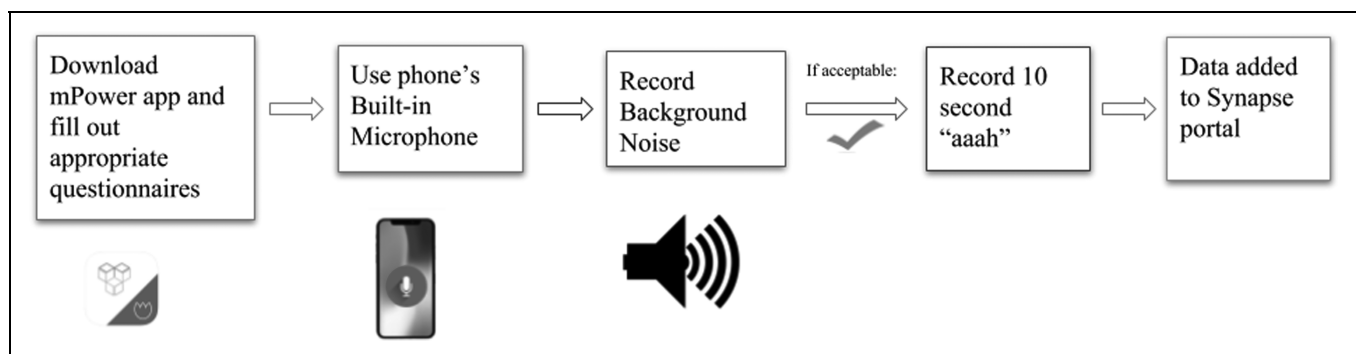 Download
mPower app and
fill out
appropriate
questionnaires
Use phone’s
Built-in
Microphone
Record
Background
Noise
If acceptable:
Record 10
second
“aaah”
Data added
to Synapse
portal